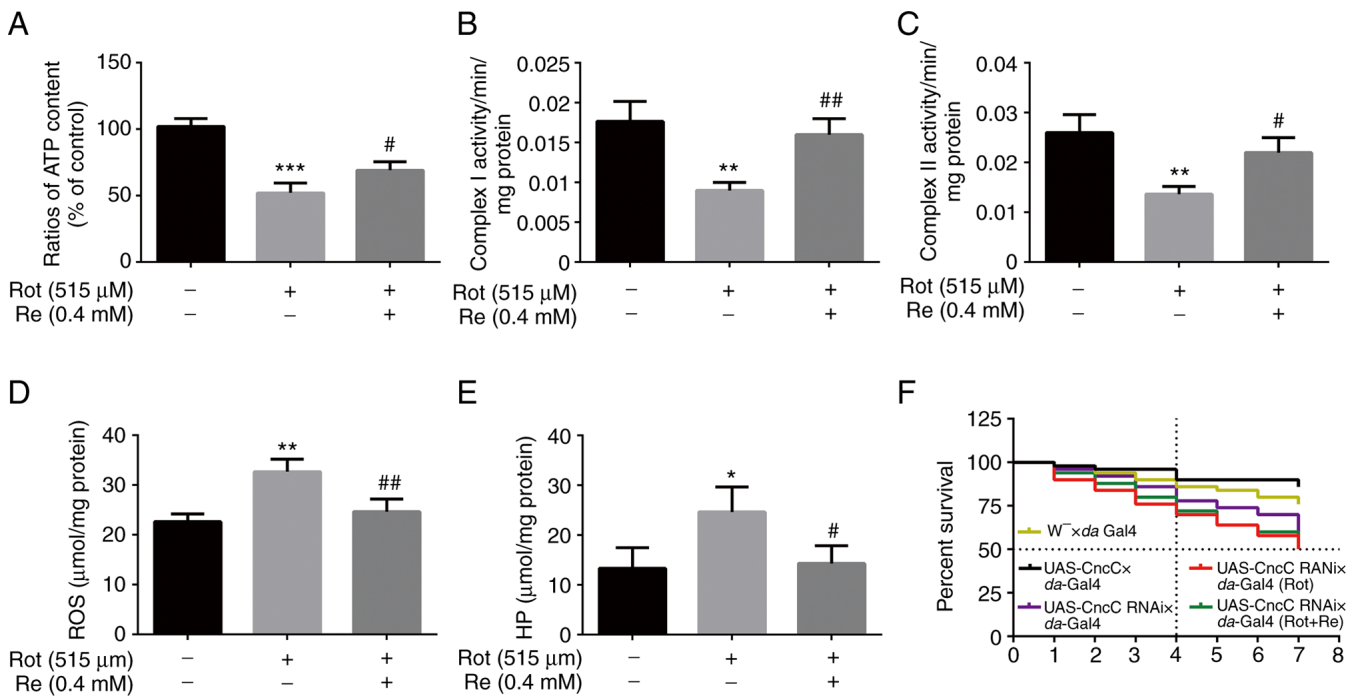 A
150
100
50
0
Ratios of ATP content
(% of control)
***
#
Rot (515 μM) − + +
Re (0.4 mM) − − +
B
0.025
0.020
0.015
0.010
0.005
0
Complex I activity/min/
mg protein
**
##
Rot (515 μM) − + +
Re (0.4 mM) − − +
C
0.04
0.03
0.02
0.01
0
Complex II activity/min/
mg protein
**
#
Rot (515 μM) − + +
Re (0.4 mM) − − +
D
40
30
20
10
0
ROS (μmol/mg protein)
**
##
Rot (515 μm) − + +
Re (0.4 mM) − − +
E
40
30
20
10
0
HP (μmol/mg protein)
*
#
Rot (515 μm) − + +
Re (0.4 mM) − − +
F
125
100
75
50
25
0
Percent survival
W⁻×da Gal4
UAS-CncC×
da-Gal4
UAS-CncC RNAi×
da-Gal4
UAS-CncC RANi×
da-Gal4 (Rot)
UAS-CncC RNAi×
da-Gal4 (Rot+Re)
0 1 2 3 4 5 6 7 8